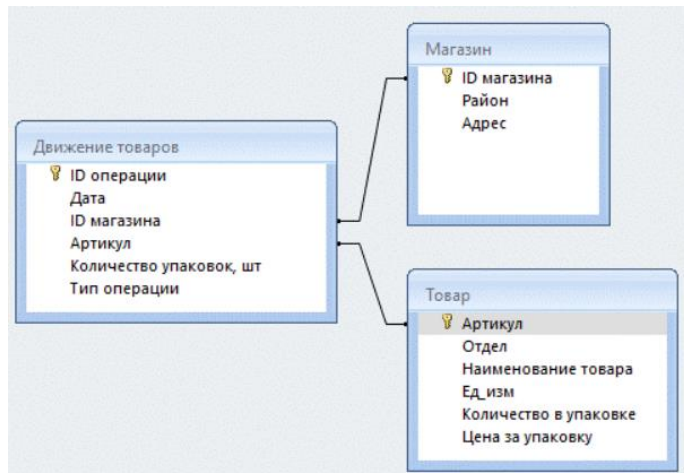 Магазин
ID магазина
Район
Адрес
Движение товаров
ID операции
Дата
ID магазина
Артикул
Количество упаковок, шт
Тип операции
Товар
Артикул
Отдел
Наименование товара
Ед_изм
Количество в упаковке
Цена за упаковку